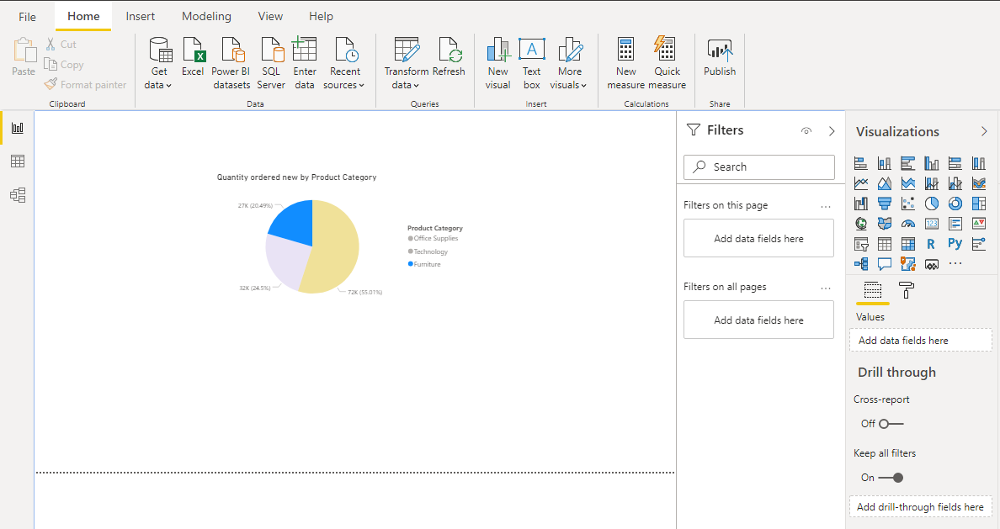 File Home Insert Modeling View Help
Paste
Cut
Copy
Format painter
Clipboard
Get data
Excel
Power BI datasets
SQL Server
Enter data
Recent sources
Data
Transform data
Refresh
Queries
New visual
Text box
More visuals
Insert
New measure
Quick measure
Calculations
Publish
Share
Quantity ordered new by Product Category
27K (20.49%)
32K (24.5%)
72K (55.01%)
Product Category
Office Supplies
Technology
Furniture
Filters
Search
Filters on this page ...
Add data fields here
Filters on all pages ...
Add data fields here
Visualizations
123
R Py
...
Values
Add data fields here
Drill through
Cross-report
Off
Keep all filters
On
Add drill-through fields here